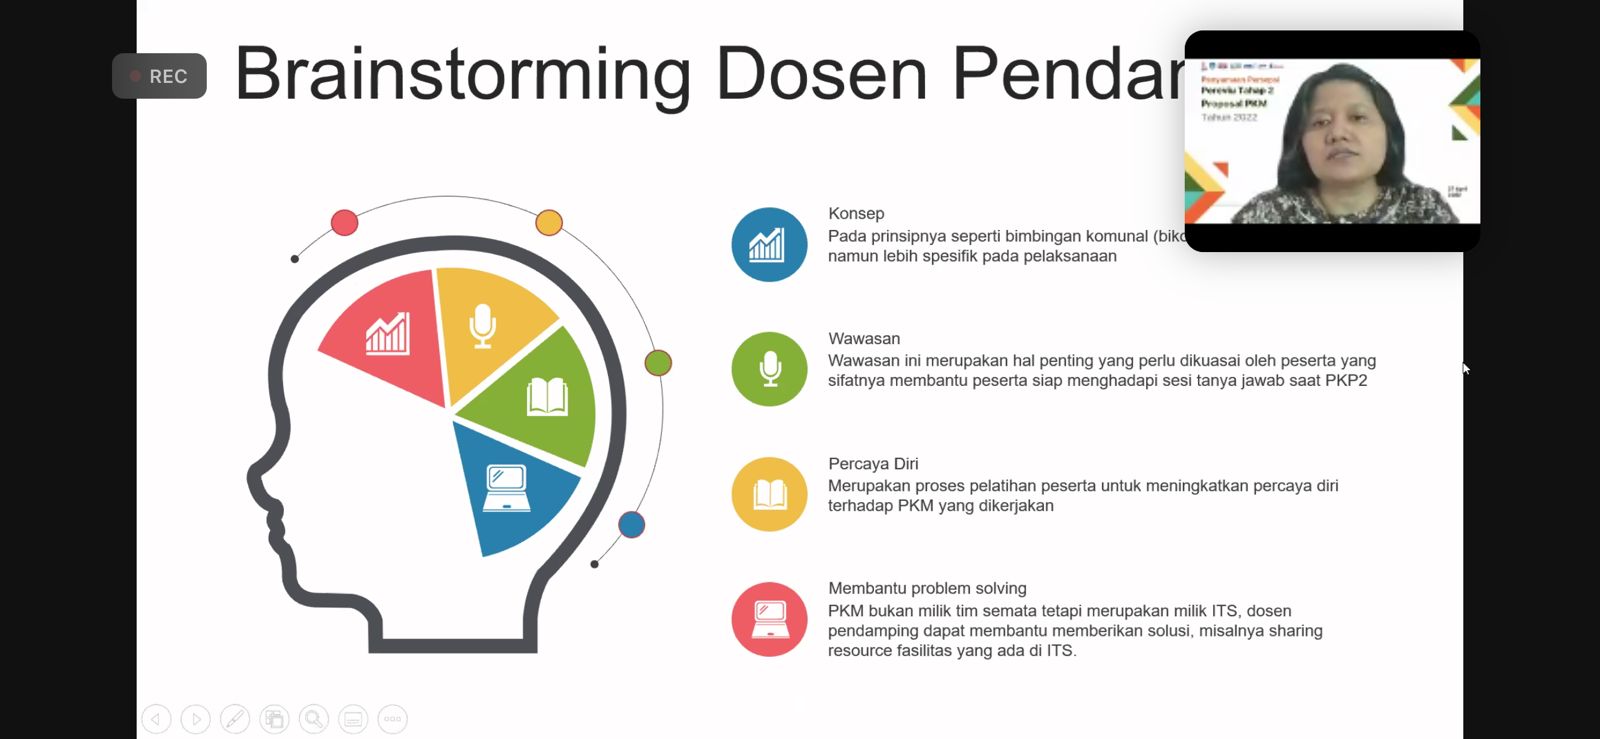 REC
Brainstorming Dosen
Penyamaan Persepsi
Pereviu Tahap 2
Proposal PKM
Tahun 2022
Konsep
Pada prinsipnya seperti bimbingan komunal
namun lebih spesifik pada pelaksanaan
Wawasan
Wawasan ini merupakan hal penting yang perlu dikuasai oleh peserta yang
sifatnya membantu peserta siap menghadapi sesi tanya jawab saat PKP2
Percaya Diri
Merupakan proses pelatihan peserta untuk meningkatkan percaya diri
terhadap PKM yang dikerjakan
Membantu problem solving
PKM bukan milik tim semata tetapi merupakan milik ITS, dosen
pendamping dapat membantu memberikan solusi, misalnya sharing
resource fasilitas yang ada di ITS.